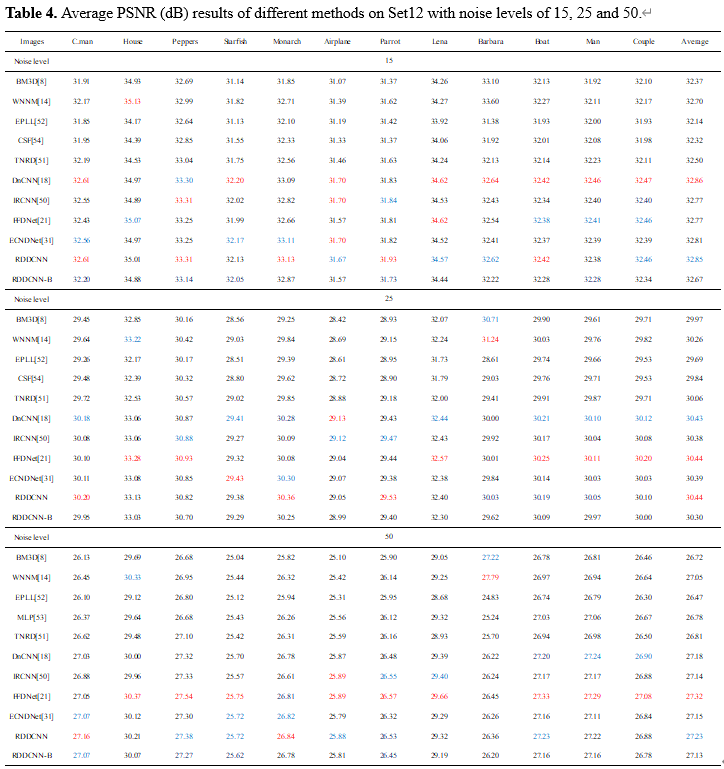 Table 4. Average PSNR (dB) results of different methods on Set12 with noise levels of 15, 25 and 50.↵
Images C.man House Peppers Starfish Monarch Airplane Parrot Lena Barbara Boat Man Couple Average
Noise level 15
BM3D[8] 31.91 34.93 32.69 31.14 31.85 31.07 31.37 34.26 33.10 32.13 31.92 32.10 32.37
WNNM[14] 32.17 35.13 32.99 31.82 32.71 31.39 31.62 34.27 33.60 32.27 32.11 32.17 32.70
EPLL[52] 31.85 34.17 32.64 31.13 32.10 31.19 31.42 33.92 31.38 31.93 32.00 31.93 32.14
CSF[54] 31.95 34.39 32.85 31.55 32.33 31.33 31.37 34.06 31.92 32.01 32.08 31.98 32.32
TNRD[51] 32.19 34.53 33.04 31.75 32.56 31.46 31.63 34.24 32.13 32.14 32.23 32.11 32.50
DnCNN[18] 32.61 34.97 33.30 32.20 33.09 31.70 31.83 34.62 32.64 32.42 32.46 32.47 32.86
IRCNN[50] 32.55 34.89 33.31 32.02 32.82 31.70 31.84 34.53 32.43 32.34 32.40 32.40 32.77
FFDNet[21] 32.43 35.07 33.25 31.99 32.66 31.57 31.81 34.62 32.54 32.38 32.41 32.46 32.77
ECNDNet[31] 32.56 34.97 33.25 32.17 33.11 31.70 31.82 34.52 32.41 32.37 32.39 32.39 32.81
RDDCNN 32.61 35.01 33.31 32.13 33.13 31.67 31.93 34.57 32.62 32.42 32.38 32.46 32.85
RDDCNN-B 32.20 34.88 33.14 32.05 32.87 31.57 31.73 34.44 32.22 32.28 32.28 32.34 32.67
Noise level 25
BM3D[8] 29.45 32.85 30.16 28.56 29.25 28.42 28.93 32.07 30.71 29.90 29.61 29.71 29.97
WNNM[14] 29.64 33.22 30.42 29.03 29.84 28.69 29.15 32.24 31.24 30.03 29.76 29.82 30.26
EPLL[52] 29.26 32.17 30.17 28.51 29.39 28.61 28.95 31.73 28.61 29.74 29.66 29.53 29.69
CSF[54] 29.48 32.39 30.32 28.80 29.62 28.72 28.90 31.79 29.03 29.76 29.71 29.53 29.84
TNRD[51] 29.72 32.53 30.57 29.02 29.85 28.88 29.18 32.00 29.41 29.91 29.87 29.71 30.06
DnCNN[18] 30.18 33.06 30.87 29.41 30.28 29.13 29.43 32.44 30.00 30.21 30.10 30.12 30.43
IRCNN[50] 30.08 33.06 30.88 29.27 30.09 29.12 29.47 32.43 29.92 30.17 30.04 30.08 30.38
FFDNet[21] 30.10 33.28 30.93 29.32 30.08 29.04 29.44 32.57 30.01 30.25 30.11 30.20 30.44
ECNDNet[31] 30.11 33.08 30.85 29.43 30.30 29.07 29.38 32.38 29.84 30.14 30.03 30.03 30.39
RDDCNN 30.20 33.13 30.82 29.38 30.36 29.05 29.53 32.40 30.03 30.19 30.05 30.10 30.44
RDDCNN-B 29.95 33.03 30.70 29.29 30.25 28.99 29.40 32.30 29.62 30.09 29.97 30.00 30.30
Noise level 50
BM3D[8] 26.13 29.69 26.68 25.04 25.82 25.10 25.90 29.05 27.22 26.78 26.81 26.46 26.72
WNNM[14] 26.45 30.33 26.95 25.44 26.32 25.42 26.14 29.25 27.79 26.97 26.94 26.64 27.05
EPLL[52] 26.10 29.12 26.80 25.12 25.94 25.31 25.95 28.68 24.83 26.74 26.79 26.30 26.47
MLP[53] 26.37 29.64 26.68 25.43 26.26 25.56 26.12 29.32 25.24 27.03 27.06 26.67 26.78
TNRD[51] 26.62 29.48 27.10 25.42 26.31 25.59 26.16 28.93 25.70 26.94 26.98 26.50 26.81
DnCNN[18] 27.03 30.00 27.32 25.70 26.78 25.87 26.48 29.39 26.22 27.20 27.24 26.90 27.18
IRCNN[50] 26.88 29.96 27.33 25.57 26.61 25.89 26.55 29.40 26.24 27.17 27.17 26.88 27.14
FFDNet[21] 27.05 30.37 27.54 25.75 26.81 25.89 26.57 29.66 26.45 27.33 27.29 27.08 27.32
ECNDNet[31] 27.07 30.12 27.30 25.72 26.82 25.79 26.32 29.29 26.26 27.16 27.11 26.84 27.15
RDDCNN 27.16 30.21 27.38 25.72 26.84 25.88 26.53 29.32 26.36 27.23 27.22 26.88 27.23
RDDCNN-B 27.07 30.07 27.27 25.62 26.78 25.81 26.45 29.19 26.20 27.16 27.16 26.78 27.13